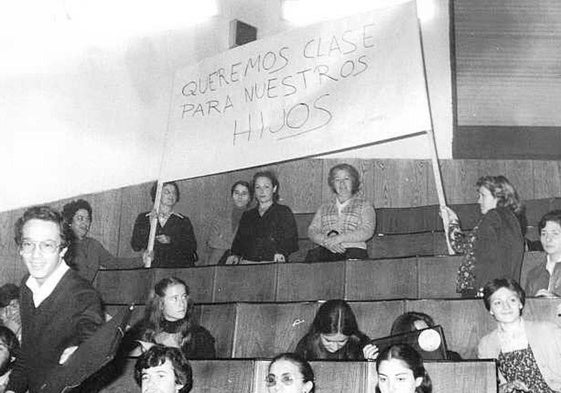 QUEREMOS CLASE
PARA NUESTROS
HIJOS